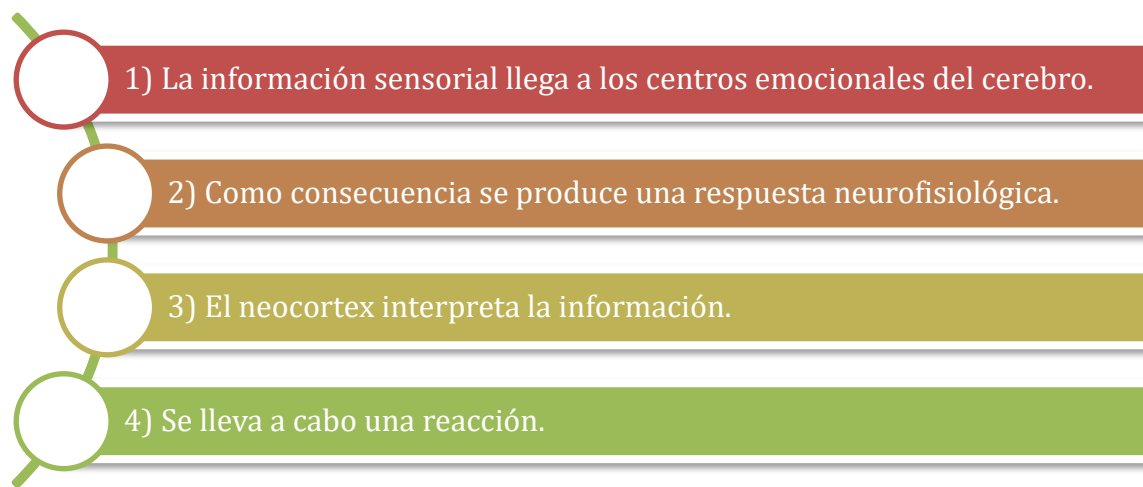 1) La información sensorial llega a los centros emocionales del cerebro.
2) Como consecuencia se produce una respuesta neurofisiológica.
3) El neocortex interpreta la información.
4) Se lleva a cabo una reacción.